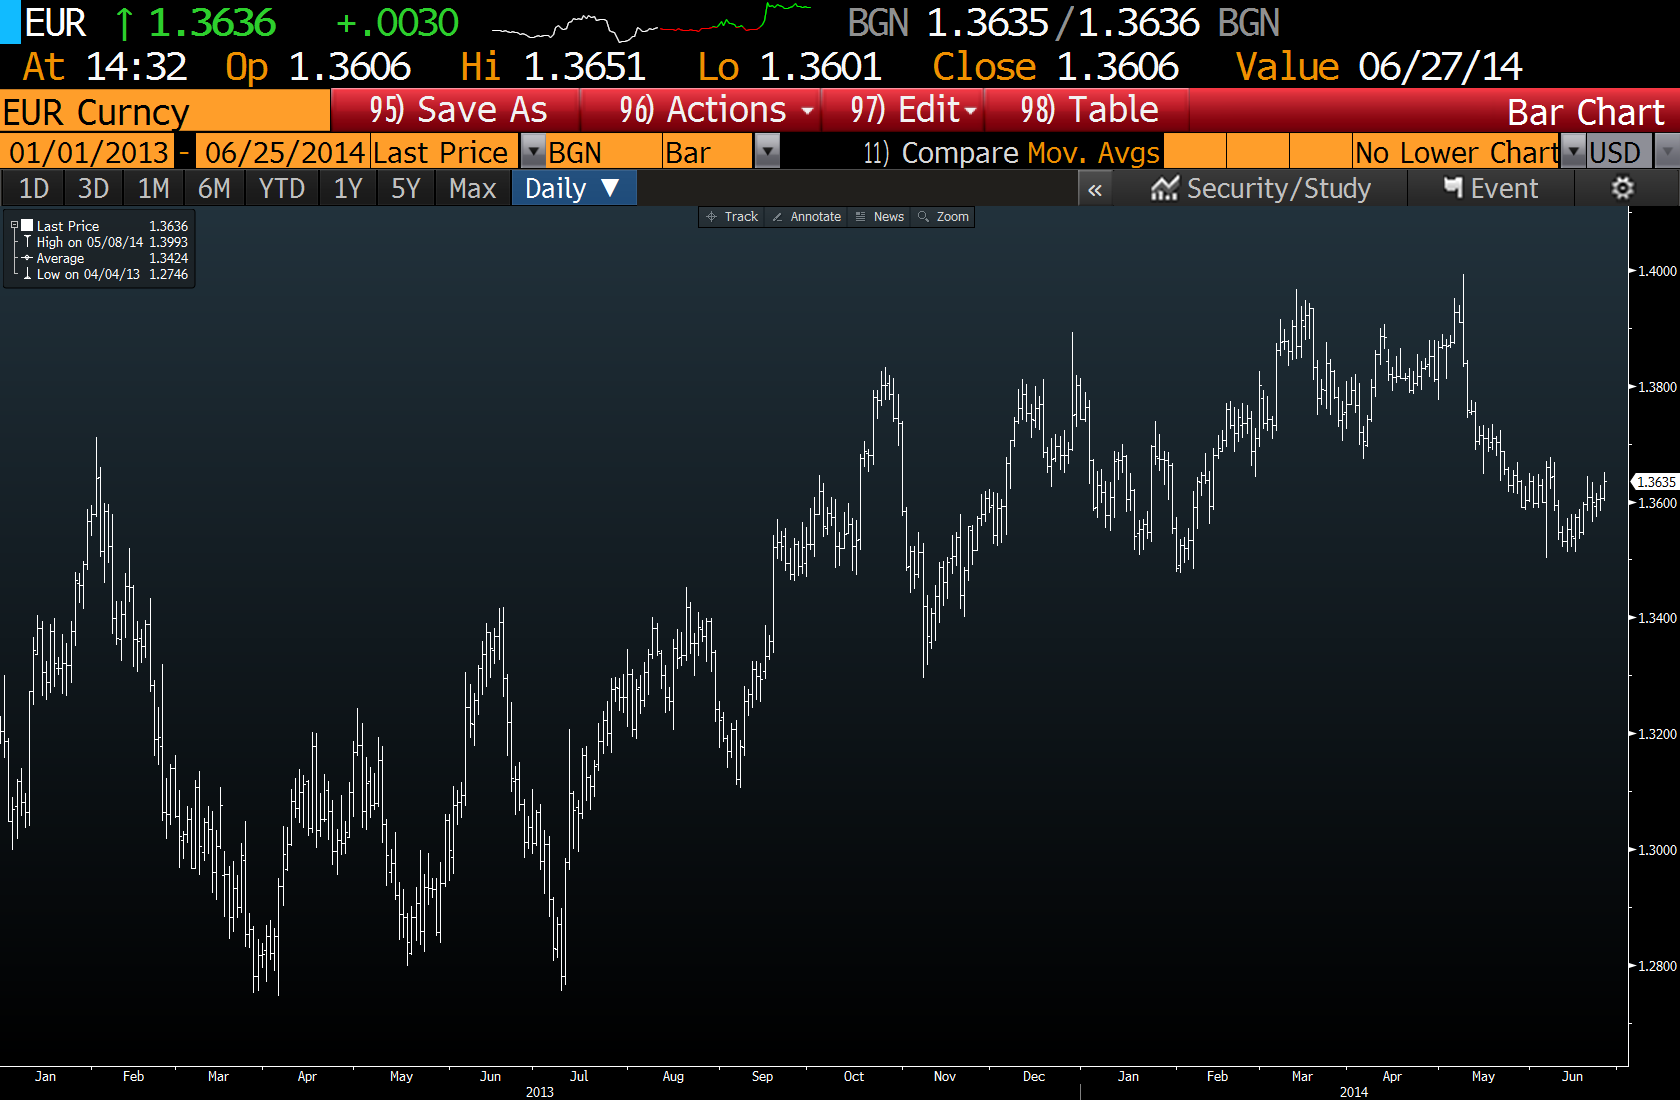 EUR ↑ 1.3636 +.0030 BGN 1.3635/1.3636 BGN
At 14:32 Op 1.3606 Hi 1.3651 Lo 1.3601 Close 1.3606 Value 06/27/14
EUR Curncy 95) Save As 96) Actions 97) Edit 98) Table Bar Chart
01/01/2013 - 06/25/2014 Last Price BGN Bar 11) Compare Mov. Avgs No Lower Chart USD
1D 3D 1M 6M YTD 1Y 5Y Max Daily ▼ « Security/Study Event
Track Annotate News Zoom
Last Price 1.3636
High on 05/08/14 1.3993
Average 1.3424
Low on 04/04/13 1.2746
1.4000
1.3800
1.3635
1.3600
1.3400
1.3200
1.3000
1.2800
Jan Feb Mar Apr May Jun Jul Aug Sep Oct Nov Dec Jan Feb Mar Apr May Jun
2013 2014